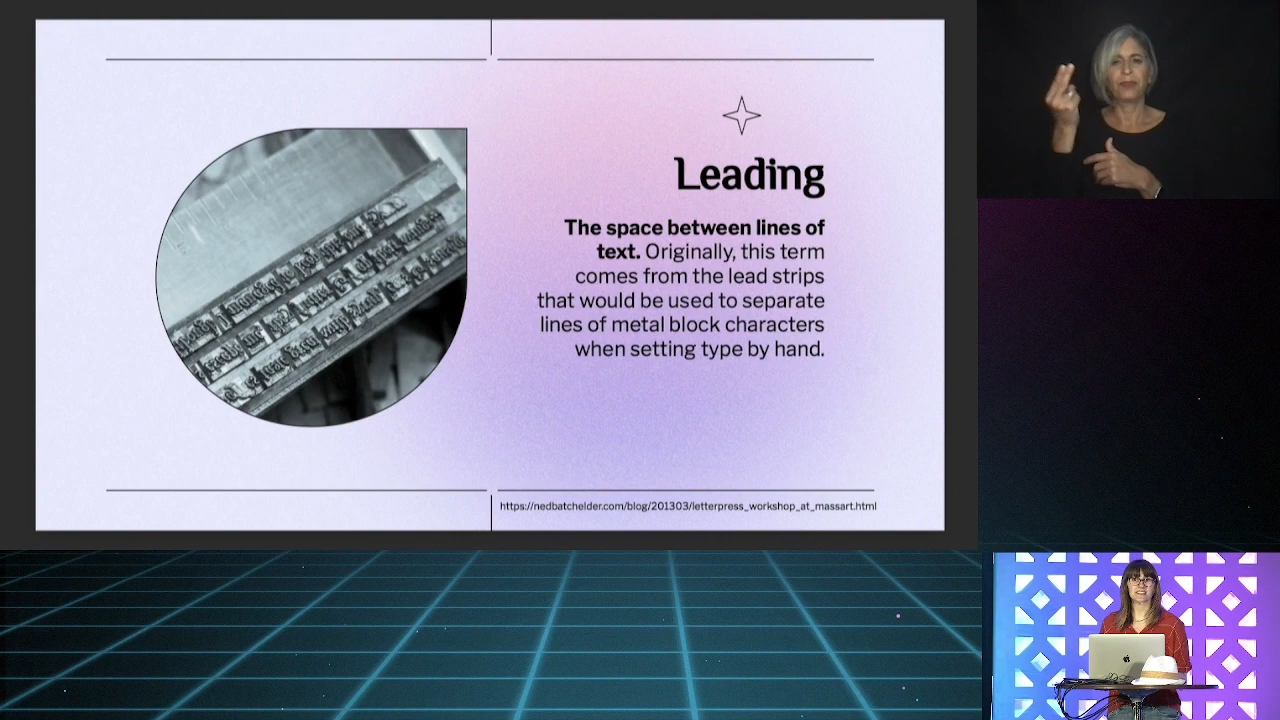 Leading
The space between lines of
text. Originally, this term
comes from the lead strips
that would be used to separate
lines of metal block characters
when setting type by hand.
https://nedbatchelder.com/blog/201303/letterpress_workshop_at_massart.html